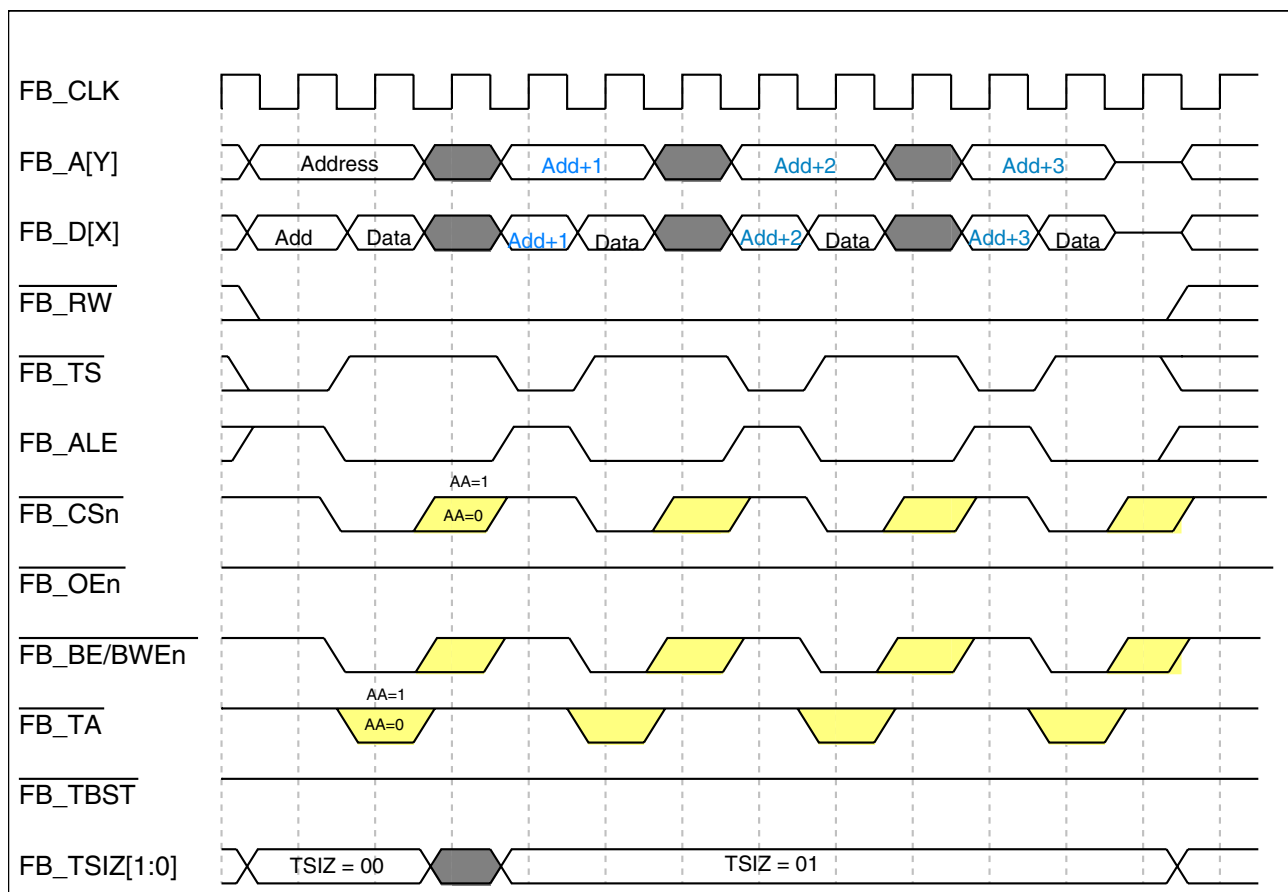 FB_CLK
FB_A[Y] Address Add+1 Add+2 Add+3
FB_D[X] Add Data Add+1 Data Add+2 Data Add+3 Data
FB_RW
FB_TS
FB_ALE
AA=1
FB_CSn AA=0
FB_OEn
FB_BE/BWEn
AA=1
FB_TA AA=0
FB_TBST
FB_TSIZ[1:0] TSIZ = 00 TSIZ = 01